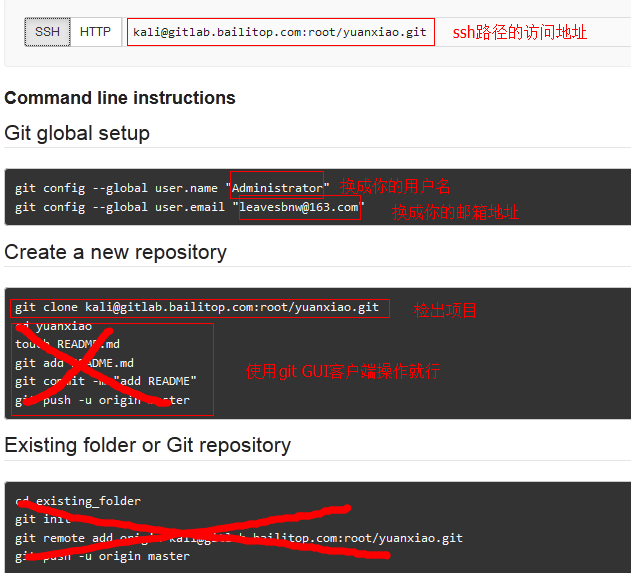 SSH HTTP kali@gitlab.bailitop.com:root/yuanxiao.git ssh路径的访问地址
Command line instructions
Git global setup
git config --global user.name "Administrator" 换成你的用户名
git config --global user.email "leavesbnw@163.com" 换成你的邮箱地址
Create a new repository
git clone kali@gitlab.bailitop.com:root/yuanxiao.git 检出项目
cd yuanxiao
touch README.md
git add README.md
git commit -m "add README" 使用git GUI客户端操作就行
git push -u origin master
Existing folder or Git repository
cd existing_folder
git init
git remote add origin kali@gitlab.bailitop.com:root/yuanxiao.git
git push -u origin master